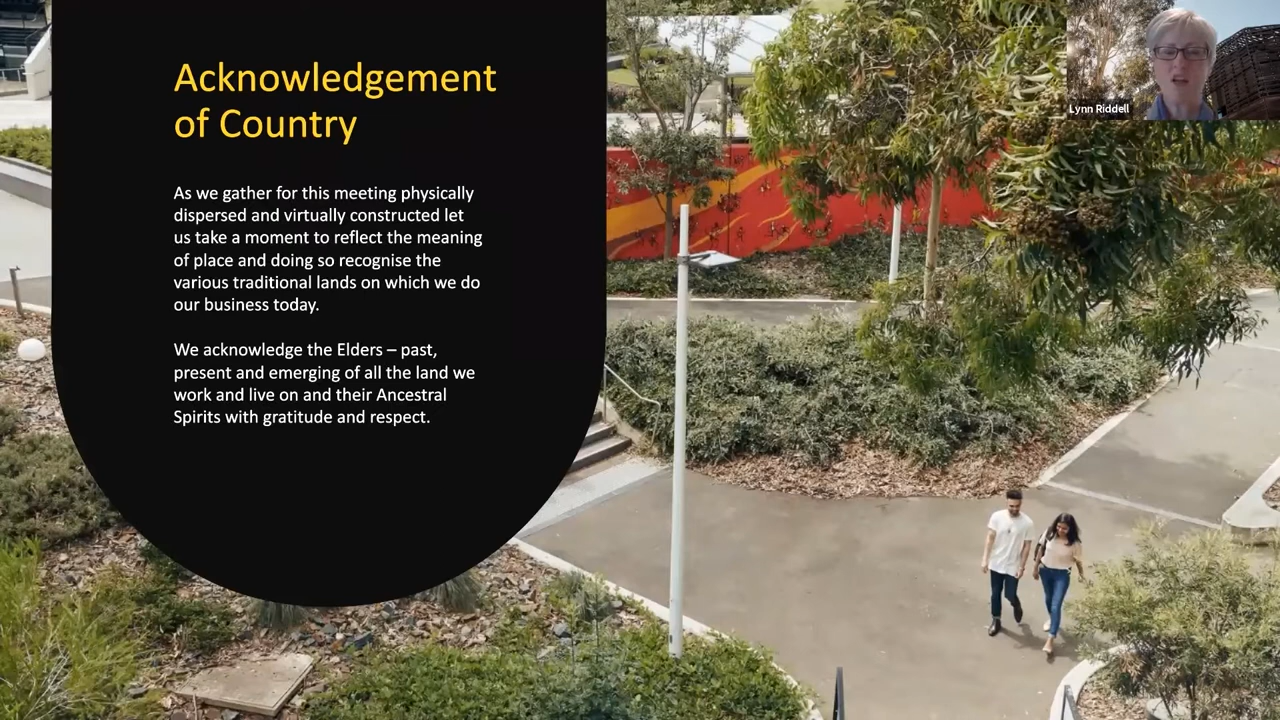 Acknowledgement
of Country
As we gather for this meeting physically
dispersed and virtually constructed let
us take a moment to reflect the meaning
of place and doing so recognise the
various traditional lands on which we do
our business today.
We acknowledge the Elders – past,
present and emerging of all the land we
work and live on and their Ancestral
Spirits with gratitude and respect.
Lynn Riddell